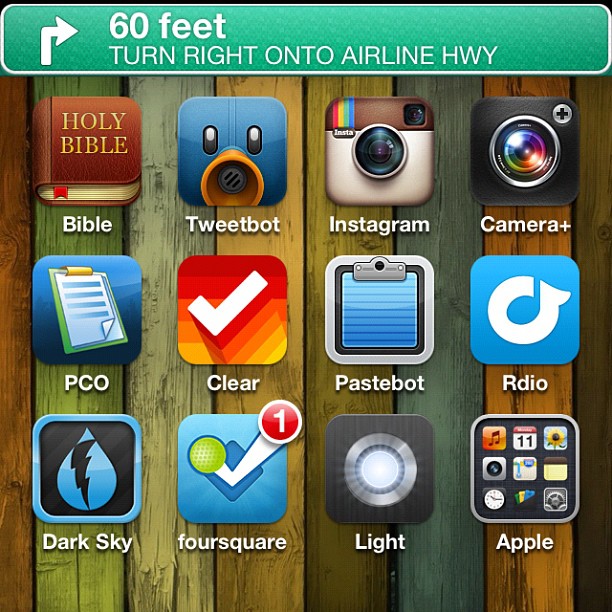 60 feet
TURN RIGHT ONTO AIRLINE HWY
HOLY
BIBLE
Insta
Bible
Tweetbot
Instagram
Camera+
PCO
Clear
Pastebot
Rdio
1
11
Dark Sky
foursquare
Light
Apple